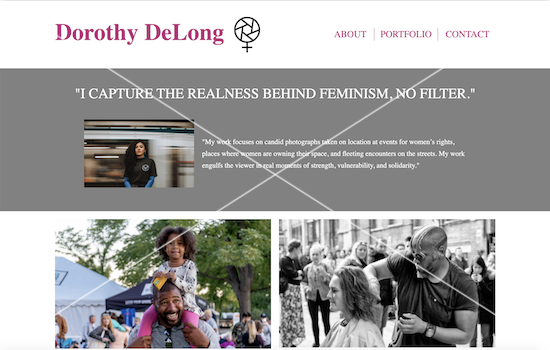 Dorothy DeLong
ABOUT
PORTFOLIO
CONTACT
"I CAPTURE THE REALNESS BEHIND FEMINISM, NO FILTER."
"My work focuses on candid photographs taken on location at events for women's rights,
places where women are owning their space, and fleeting encounters on the streets. My work
engulfs the viewer in real moments of strength, vulnerability, and solidarity."